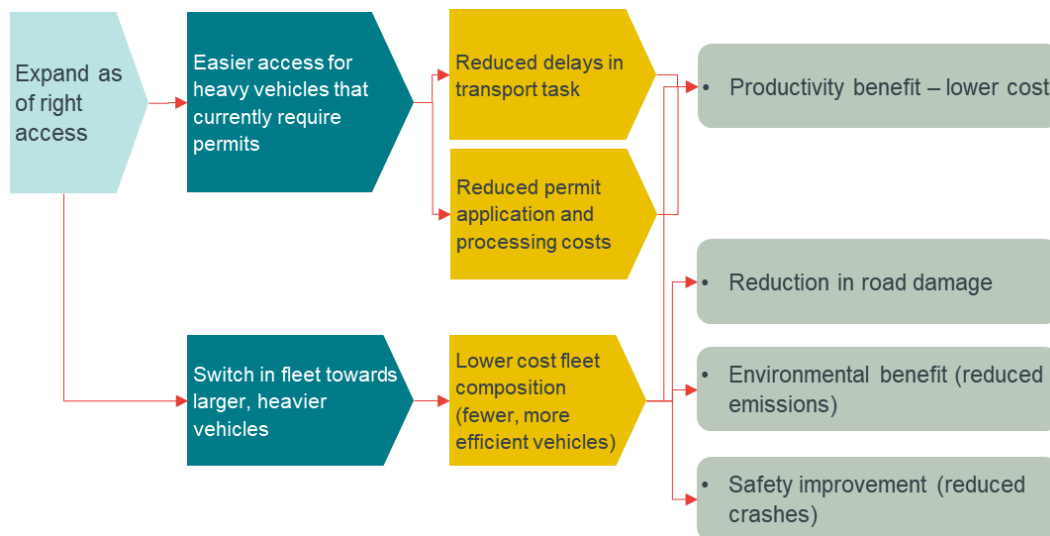 Expand as
of right
access
Easier access for
heavy vehicles that
currently require
permits
Reduced delays in
transport task
• Productivity benefit – lower cost
Reduced permit
application and
processing costs
• Reduction in road damage
Switch in fleet towards
larger, heavier
vehicles
Lower cost fleet
composition
(fewer, more
efficient vehicles)
• Environmental benefit (reduced
emissions)
• Safety improvement (reduced
crashes)